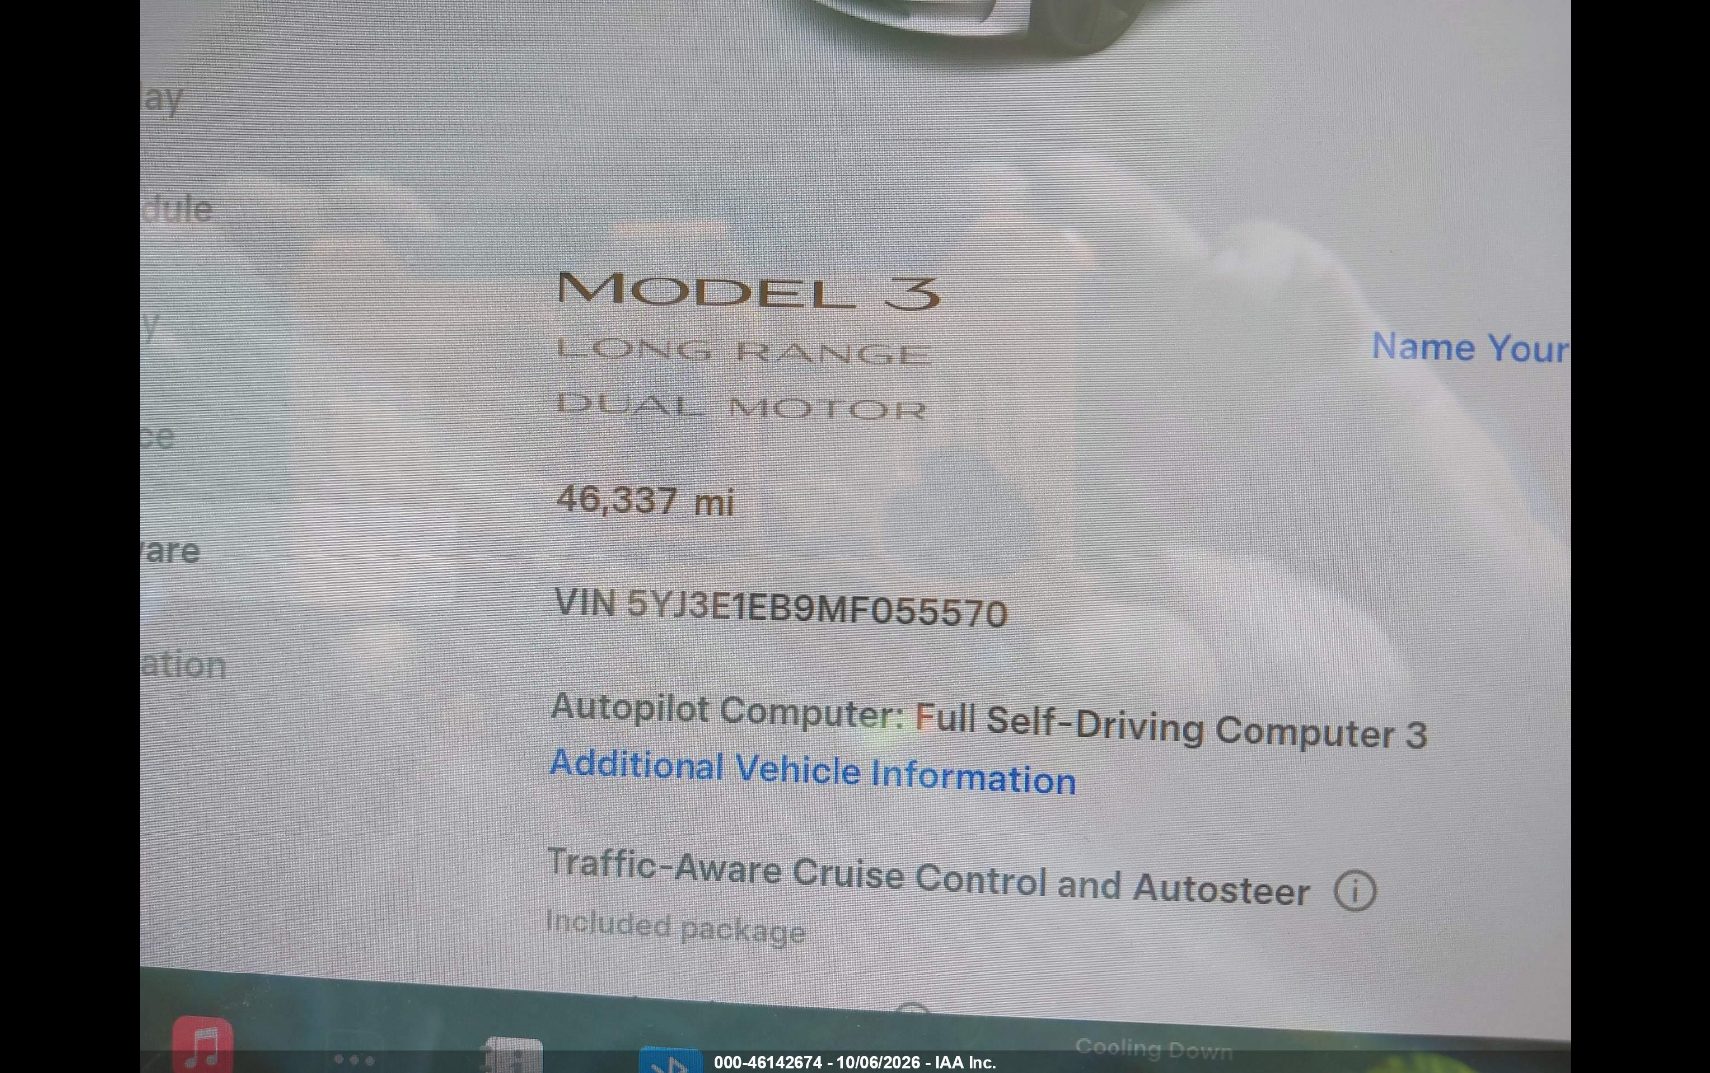 ay
dule
MODEL 3
LONG RANGE
y
Name Your
DUAL MOTOR
ce
46,337 mi
are
VIN 5YJ3E1EB9MF055570
ation
Autopilot Computer: Full Self-Driving Computer 3
Additional Vehicle Information
Traffic-Aware Cruise Control and Autosteer
Included package
Cooling Down
000-46142674 - 10/06/2026 - IAA Inc.